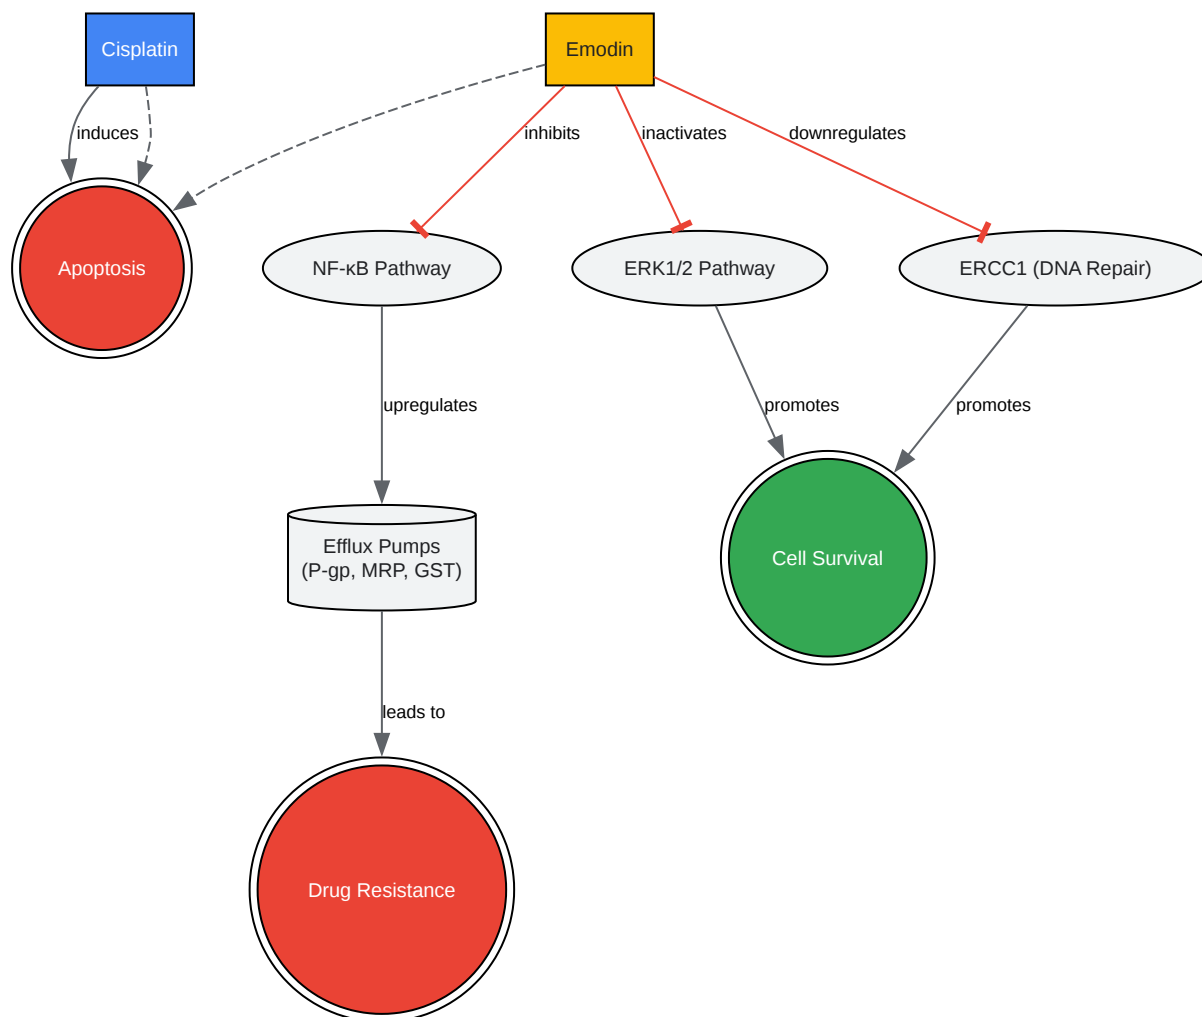 Cisplatin
Emodin
induces
inhibits
inactivates
downregulates
Apoptosis
NF-κB Pathway
ERK1/2 Pathway
ERCC1 (DNA Repair)
upregulates
promotes
promotes
Efflux Pumps
(P-gp, MRP, GST)
Cell Survival
leads to
Drug Resistance